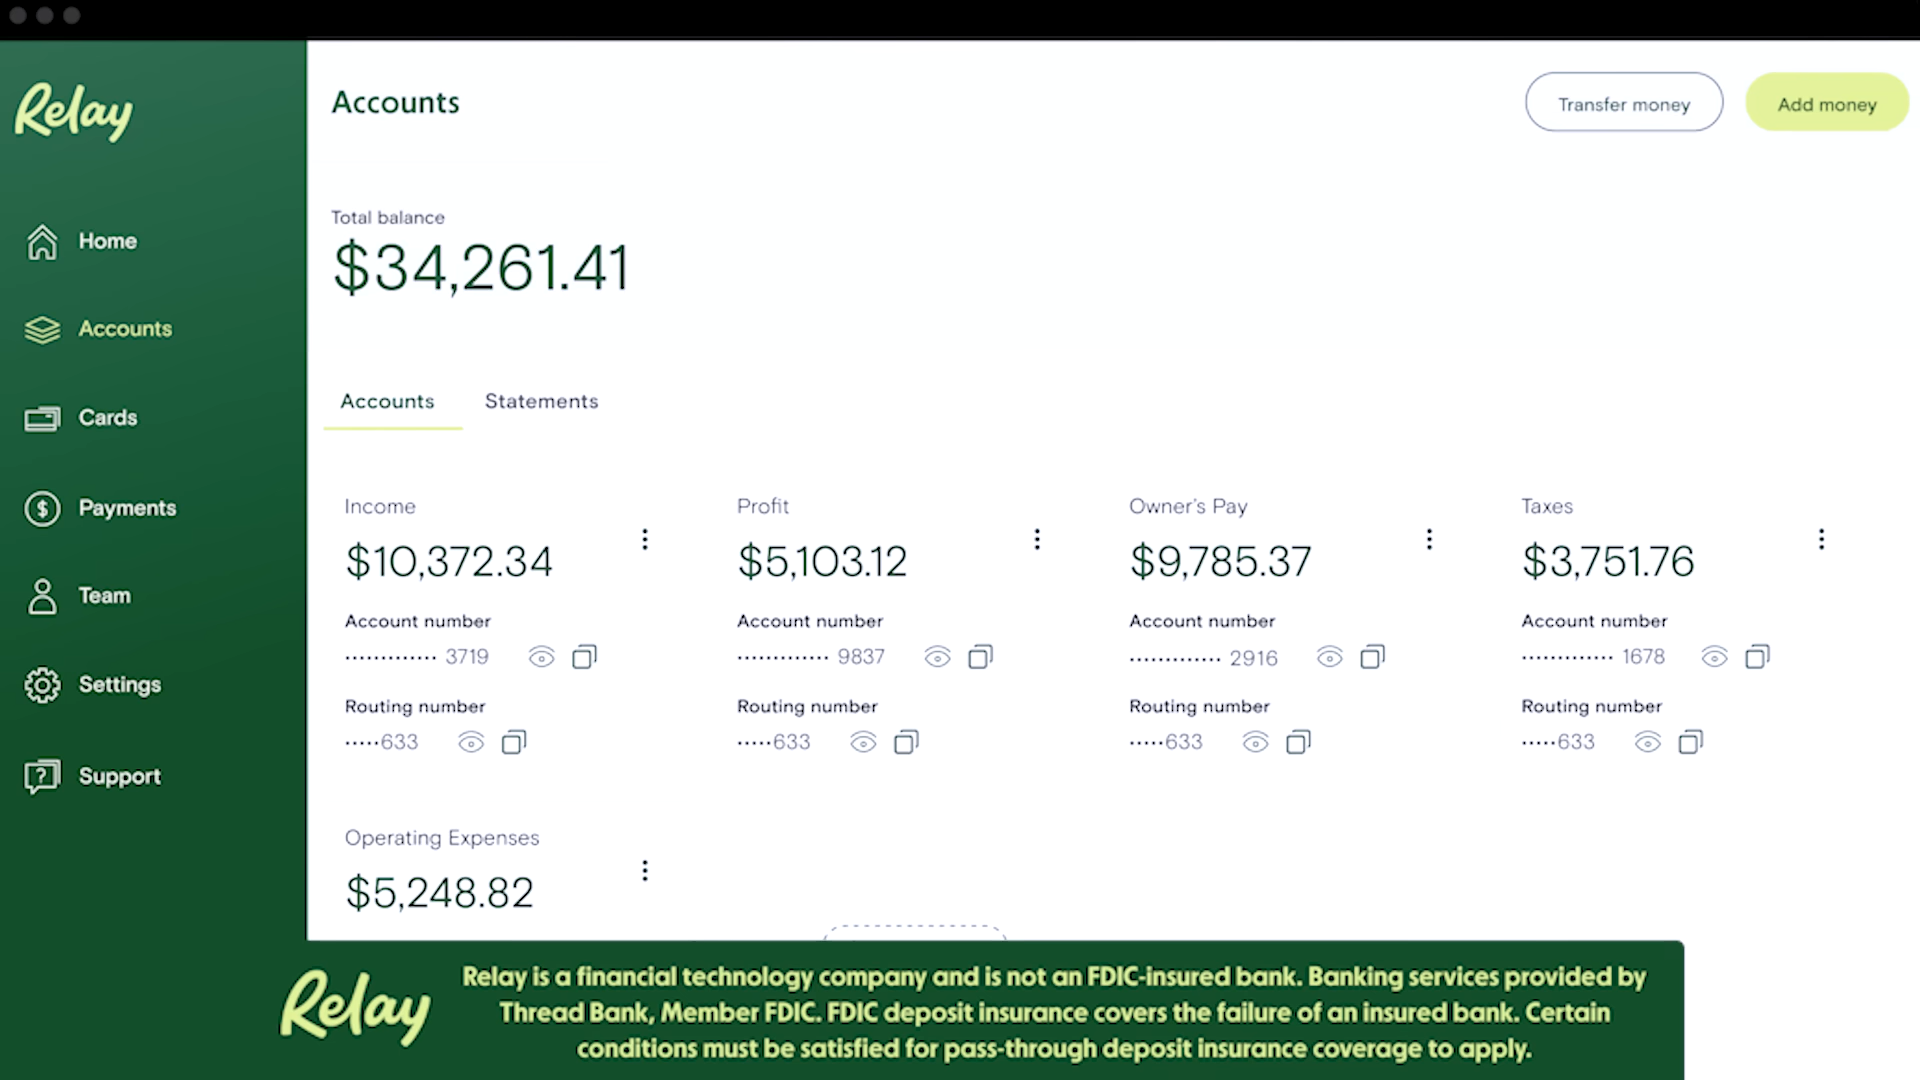 Relay
Accounts
Transfer money
Add money
Home
Accounts
Cards
Payments
Team
Settings
Support
Total balance
$34,261.41
Accounts Statements
Income
$10,372.34
Account number
············· 3719
Routing number
·····633
Profit
$5,103.12
Account number
············· 9837
Routing number
·····633
Owner’s Pay
$9,785.37
Account number
············· 2916
Routing number
·····633
Taxes
$3,751.76
Account number
············· 1678
Routing number
·····633
Operating Expenses
$5,248.82
Relay
Relay is a financial technology company and is not an FDIC-insured bank. Banking services provided by
Thread Bank, Member FDIC. FDIC deposit insurance covers the failure of an insured bank. Certain
conditions must be satisfied for pass-through deposit insurance coverage to apply.